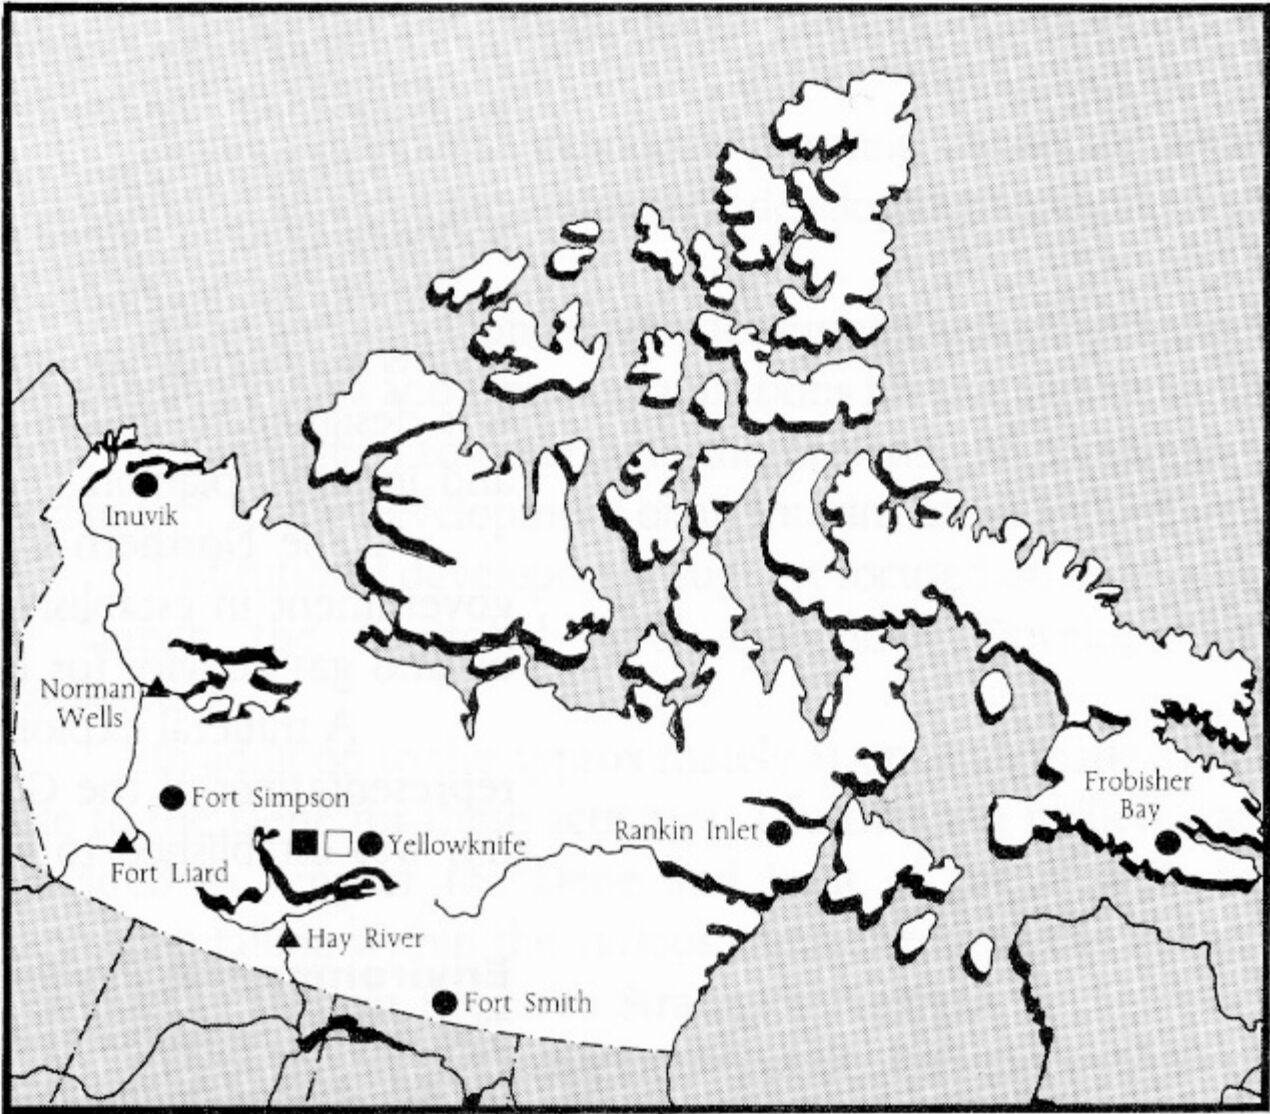 Inuvik
Norman
Wells
Fort Simpson
Yellowknife
Fort Liard
Hay River
Fort Smith
Rankin Inlet
Frobisher
Bay